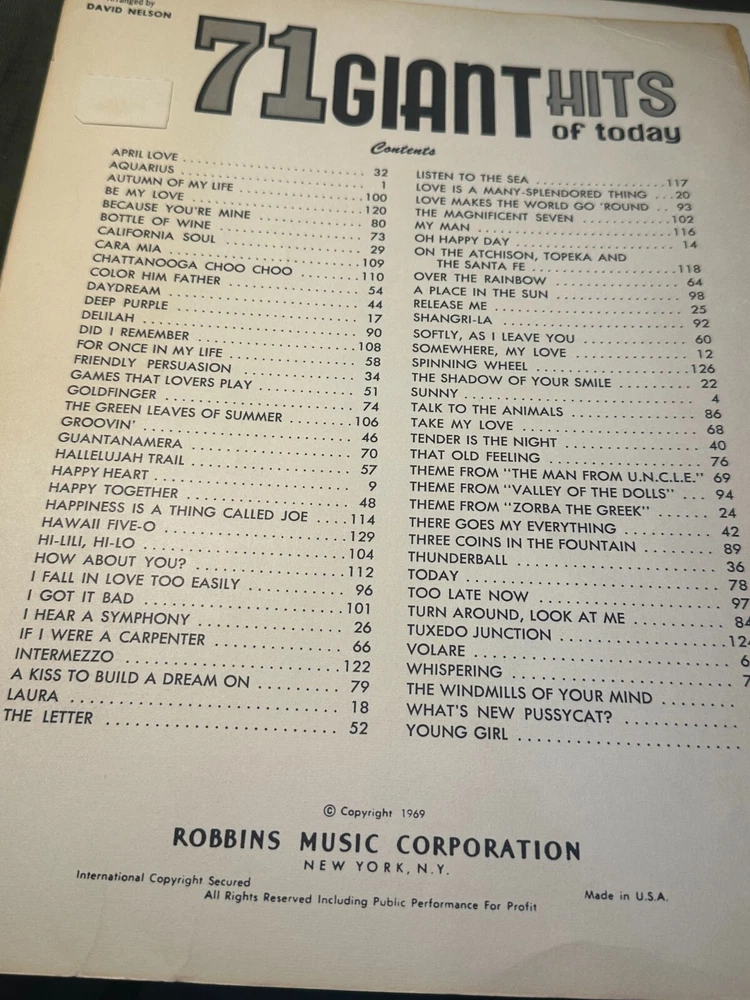 Arranged by
DAVID NELSON
71 GIANT HITS
of today
Contents
APRIL LOVE 32
AQUARIUS 1
AUTUMN OF MY LIFE 100
BE MY LOVE 120
BECAUSE YOU'RE MINE 80
BOTTLE OF WINE 73
CALIFORNIA SOUL 29
CARA MIA 109
CHATTANOOGA CHOO CHOO 110
COLOR HIM FATHER 54
DAYDREAM 44
DEEP PURPLE 17
DELILAH 90
DID I REMEMBER 108
FOR ONCE IN MY LIFE 58
FRIENDLY PERSUASION 34
GAMES THAT LOVERS PLAY 51
GOLDFINGER 74
THE GREEN LEAVES OF SUMMER 106
GROOVIN' 46
GUANTANAMERA 70
HALLELUJAH TRAIL 57
HAPPY HEART 9
HAPPY TOGETHER 48
HAPPINESS IS A THING CALLED JOE 114
HAWAII FIVE-O 129
HI-LILI, HI-LO 104
HOW ABOUT YOU? 112
I FALL IN LOVE TOO EASILY 96
I GOT IT BAD 101
I HEAR A SYMPHONY 26
IF I WERE A CARPENTER 66
INTERMEZZO 122
A KISS TO BUILD A DREAM ON 79
LAURA 18
THE LETTER 52
LISTEN TO THE SEA 117
LOVE IS A MANY-SPLENDORED THING 20
LOVE MAKES THE WORLD GO 'ROUND 93
THE MAGNIFICENT SEVEN 102
MY MAN 116
OH HAPPY DAY 14
ON THE ATCHISON, TOPEKA AND
THE SANTA FE 118
OVER THE RAINBOW 64
A PLACE IN THE SUN 98
RELEASE ME 25
SHANGRI-LA 92
SOFTLY, AS I LEAVE YOU 60
SOMEWHERE, MY LOVE 12
SPINNING WHEEL 126
THE SHADOW OF YOUR SMILE 22
SUNNY 4
TALK TO THE ANIMALS 86
TAKE MY LOVE 68
TENDER IS THE NIGHT 40
THAT OLD FEELING 76
THEME FROM "THE MAN FROM U.N.C.L.E." 69
THEME FROM "VALLEY OF THE DOLLS" 94
THEME FROM "ZORBA THE GREEK" 24
THERE GOES MY EVERYTHING 42
THREE COINS IN THE FOUNTAIN 89
THUNDERBALL 36
TODAY 78
TOO LATE NOW 97
TURN AROUND, LOOK AT ME 84
TUXEDO JUNCTION 124
VOLARE 6
WHISPERING 7
THE WINDMILLS OF YOUR MIND
WHAT'S NEW PUSSYCAT?
YOUNG GIRL
© Copyright 1969
ROBBINS MUSIC CORPORATION
NEW YORK, N.Y.
International Copyright Secured
Made in U.S.A.
All Rights Reserved Including Public Performance For Profit